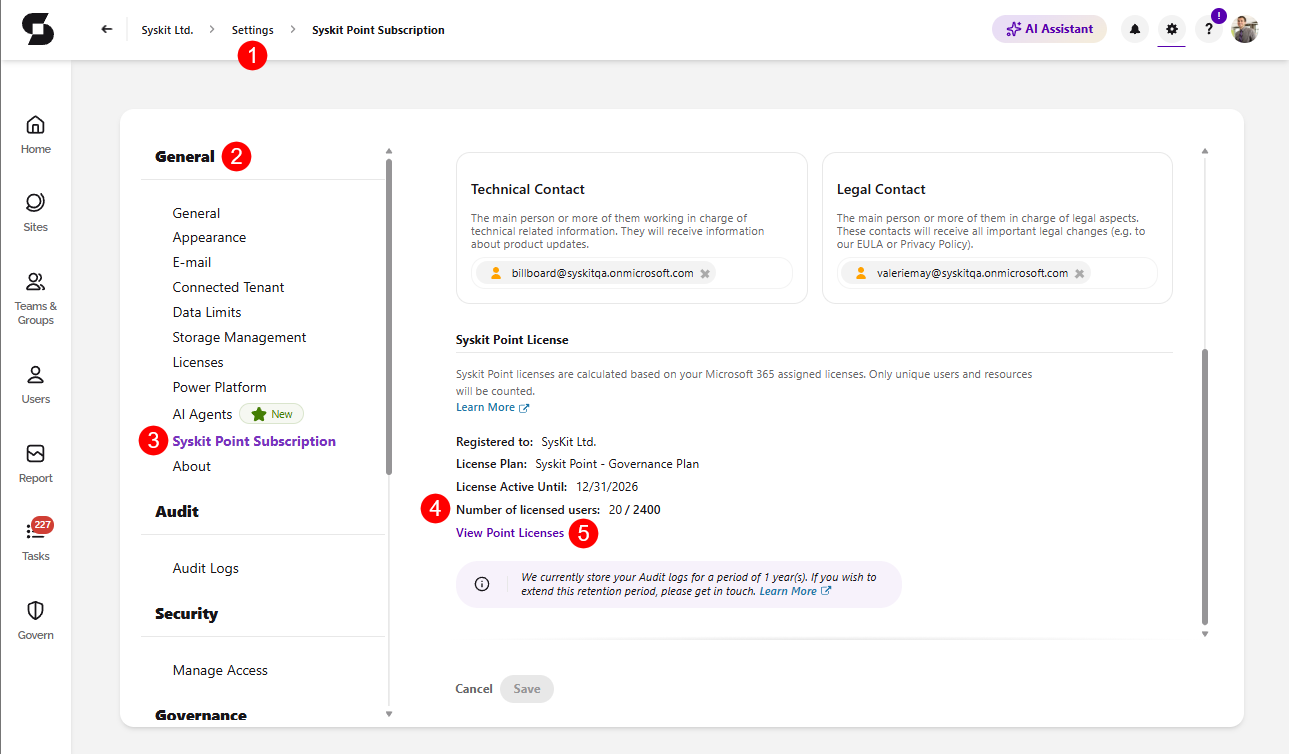 Syskit Ltd. > Settings > Syskit Point Subscription
AI Assistant
?
!
1
Home
Sites
Teams &
Groups
Users
Report
227
Tasks
Govern
General 2
General
Appearance
E-mail
Connected Tenant
Data Limits
Storage Management
Licenses
Power Platform
AI Agents New
3 Syskit Point Subscription
About
Audit
Audit Logs
Security
Manage Access
Governance
Technical Contact
The main person or more of them working in charge of
technical related information. They will receive information
about product updates.
billboard@syskitqa.onmicrosoft.com
Legal Contact
The main person or more of them in charge of legal aspects.
These contacts will receive all important legal changes (e.g. to
our EULA or Privacy Policy).
valeriemay@syskitqa.onmicrosoft.com
Syskit Point License
Syskit Point licenses are calculated based on your Microsoft 365 assigned licenses. Only unique users and resources
will be counted.
Learn More
Registered to: SysKit Ltd.
License Plan: Syskit Point - Governance Plan
License Active Until: 12/31/2026
4 Number of licensed users: 20 / 2400
View Point Licenses 5
We currently store your Audit logs for a period of 1 year(s). If you wish to
extend this retention period, please get in touch. Learn More
Cancel
Save